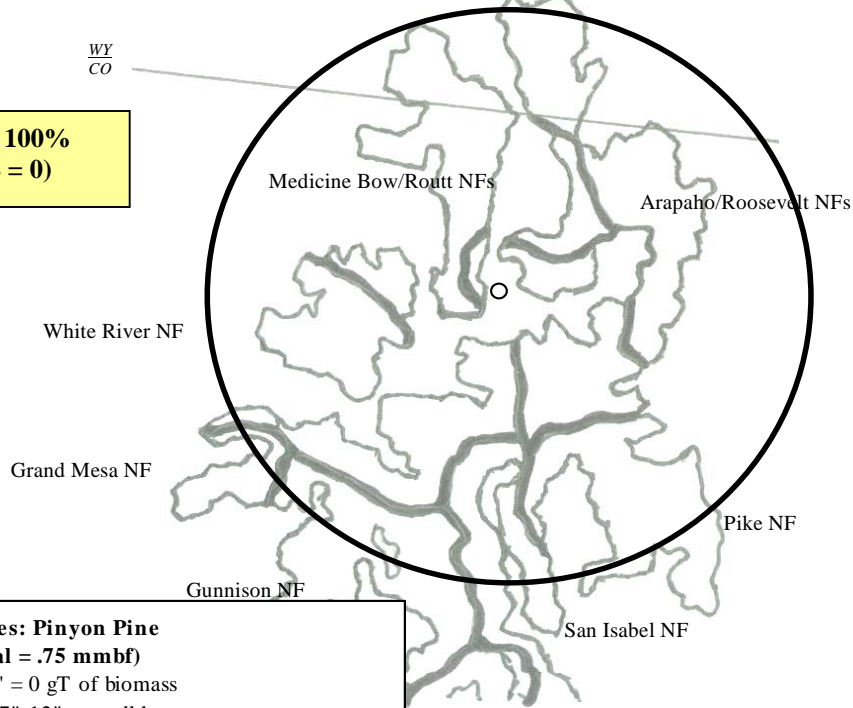 WY
CO
100%
= 0)
Medicine Bow/Routt NFs
Arapaho/Roosevelt NFs
White River NF
Grand Mesa NF
Pike NF
Gunnison NF
San Isabel NF
es: Pinyon Pine
al = .75 mmbf)
" = 0 gT of biomass